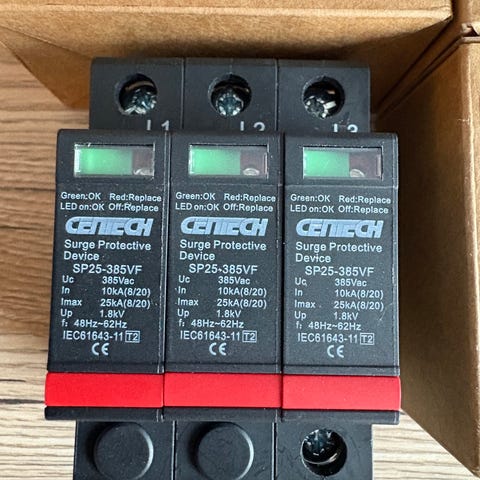 L1 L2 L3
Green:OK Red:Replace
LED on:OK Off:Replace
CENTECH
Surge Protective
Device
SP25-385VF
Uc 385Vac
In 10kA(8/20)
Imax 25kA(8/20)
Up 1.8kV
f: 48Hz~62Hz
IEC61643-11 T2
CE
Green:OK Red:Replace
LED on:OK Off:Replace
CENTECH
Surge Protective
Device
SP25-385VF
Uc 385Vac
In 10kA(8/20)
Imax 25kA(8/20)
Up 1.8kV
f: 48Hz~62Hz
IEC61643-11 T2
CE
Green:OK Red:Replace
LED on:OK Off:Replace
CENTECH
Surge Protective
Device
SP25-385VF
Uc 385Vac
In 10kA(8/20)
Imax 25kA(8/20)
Up 1.8kV
f: 48Hz~62Hz
IEC61643-11 T2
CE